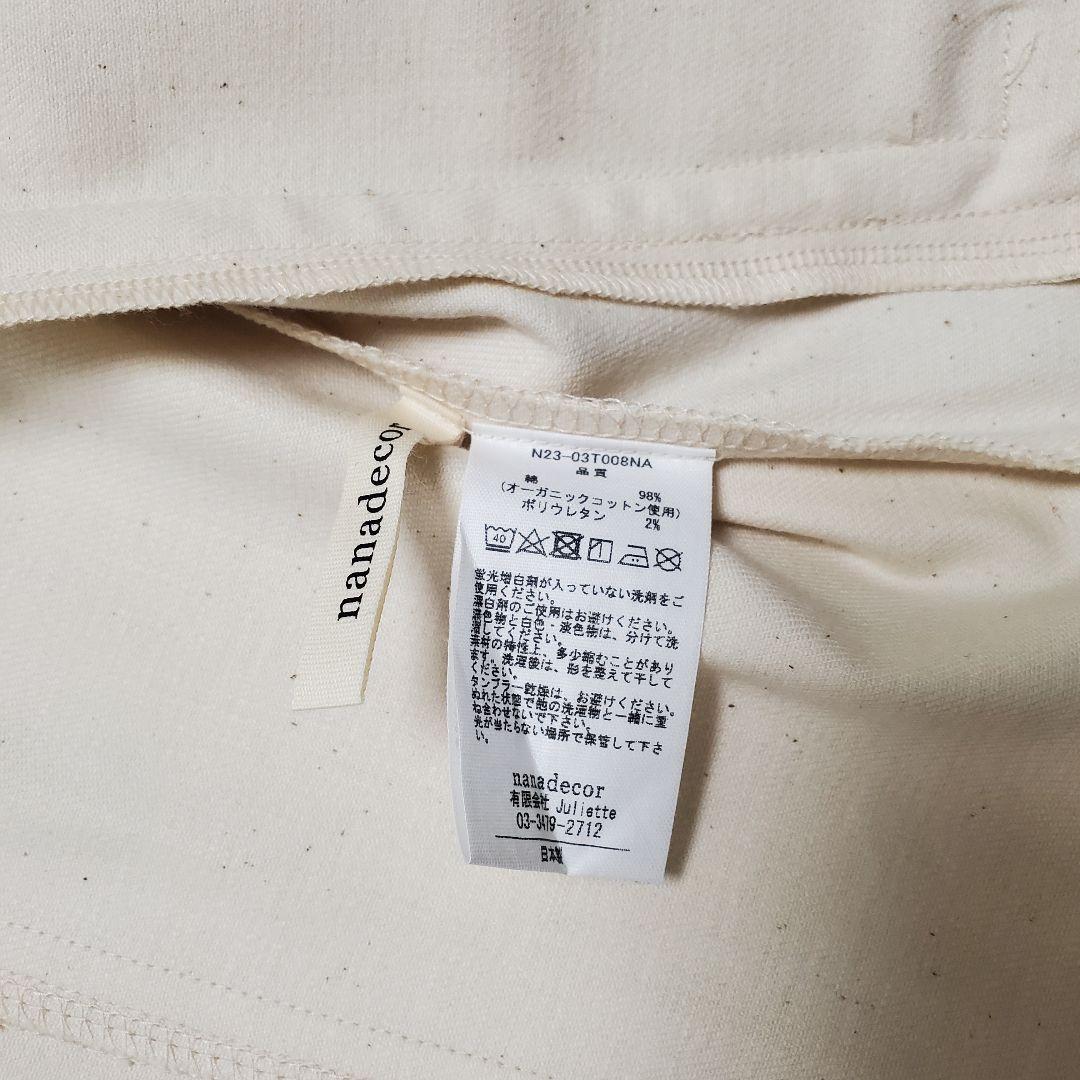 nanadecor
N23-03T008NA
品質
綿 98%
(オーガニックコットン使用)
ポリウレタン 2%
40
蛍光増白剤が入っていない洗剤をご
使用ください。
漂白剤のご使用はお避けください。
濃色物と白色・淡色物は、分けて洗
濯してください。
素材の特性上、多少縮むことがあり
ます。洗濯後は、形を整えて干して
ください。
タンブラー乾燥は、お避けください。
ぬれた状態で他の洗濯物と一緒に重
ね合わせないで下さい。
光が当たらない場所で保管して下さ
い。
nanadecor
有限会社 Juliette
03-3479-2712
日本製